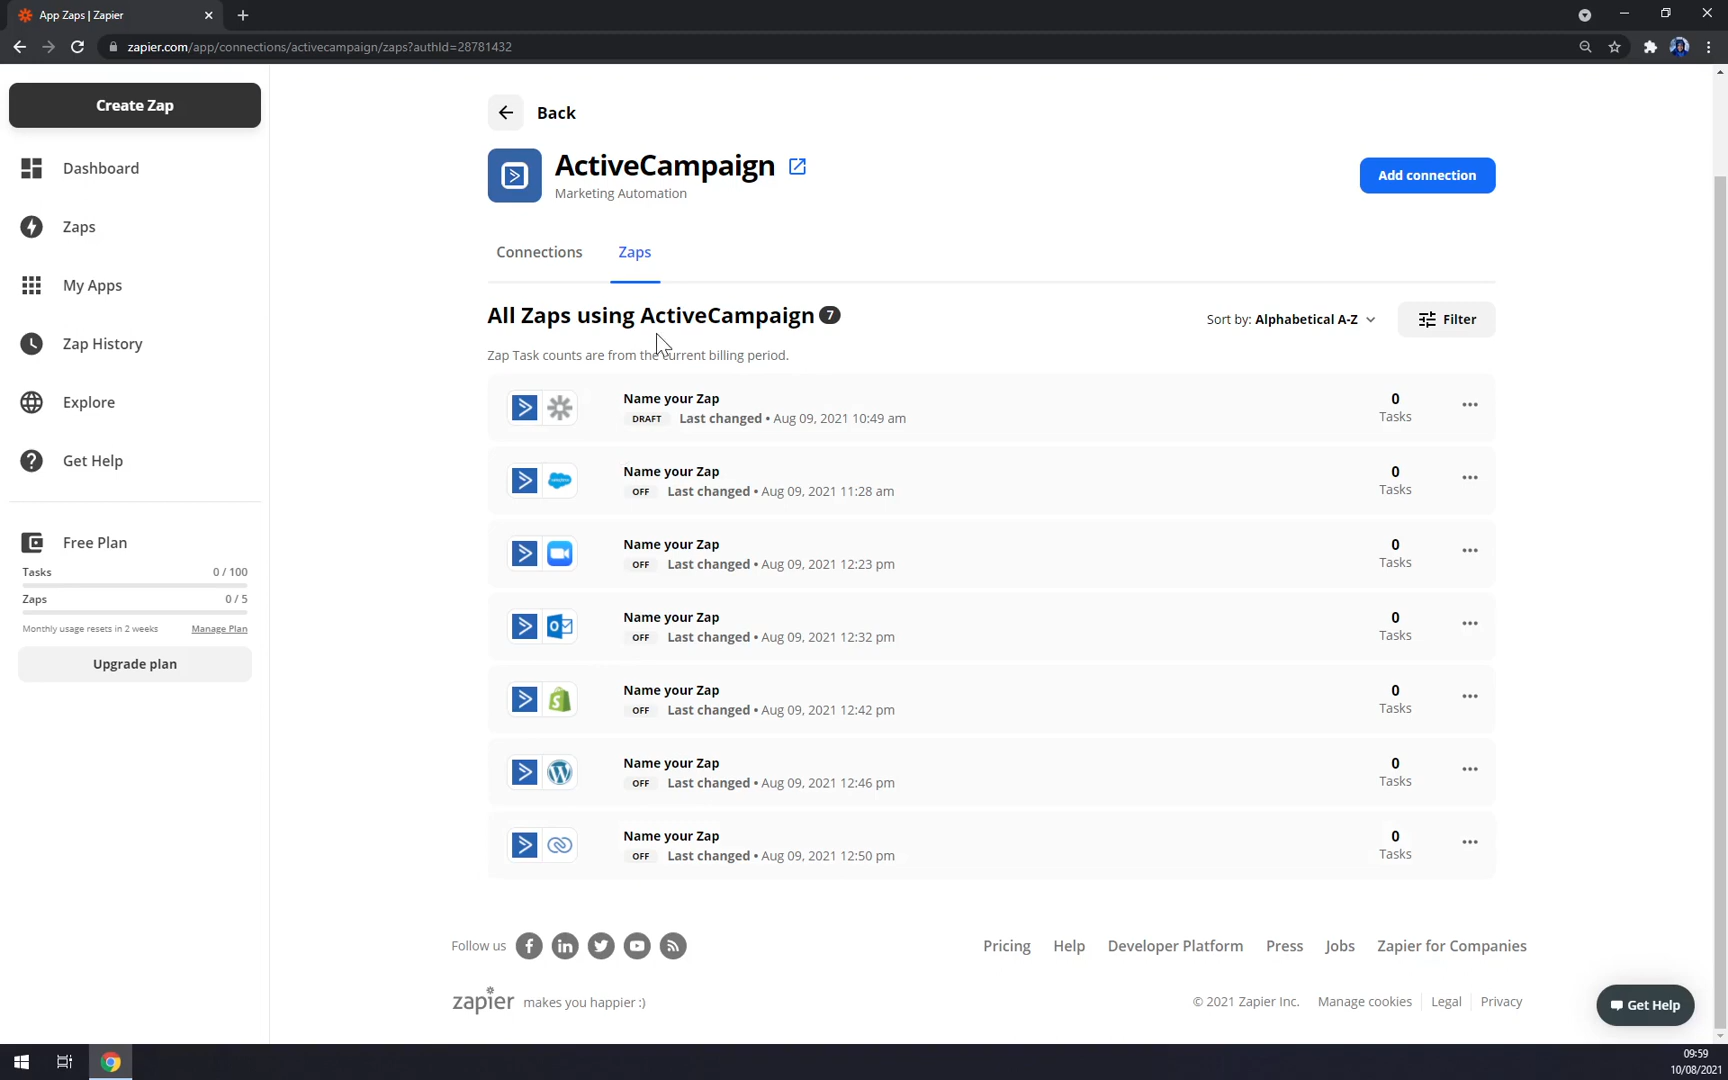 App Zaps | Zapier
zapier.com/app/connections/activecampaign/zaps?authId=28781432
Create Zap
Dashboard
Zaps
My Apps
Zap History
Explore
Get Help
Free Plan
Tasks 0 / 100
Zaps 0 / 5
Monthly usage resets in 2 weeks Manage Plan
Upgrade plan
Back
ActiveCampaign
Marketing Automation
Add connection
Connections Zaps
All Zaps using ActiveCampaign 7
Sort by: Alphabetical A-Z Filter
Zap Task counts are from the current billing period.
Name your Zap
DRAFT Last changed • Aug 09, 2021 10:49 am
0
Tasks
Name your Zap
OFF Last changed • Aug 09, 2021 11:28 am
0
Tasks
Name your Zap
OFF Last changed • Aug 09, 2021 12:23 pm
0
Tasks
Name your Zap
OFF Last changed • Aug 09, 2021 12:32 pm
0
Tasks
Name your Zap
OFF Last changed • Aug 09, 2021 12:42 pm
0
Tasks
Name your Zap
OFF Last changed • Aug 09, 2021 12:46 pm
0
Tasks
Name your Zap
OFF Last changed • Aug 09, 2021 12:50 pm
0
Tasks
Follow us
Pricing Help Developer Platform Press Jobs Zapier for Companies
zapier makes you happier :)
© 2021 Zapier Inc. Manage cookies Legal Privacy
Get Help
09:59
10/08/2021